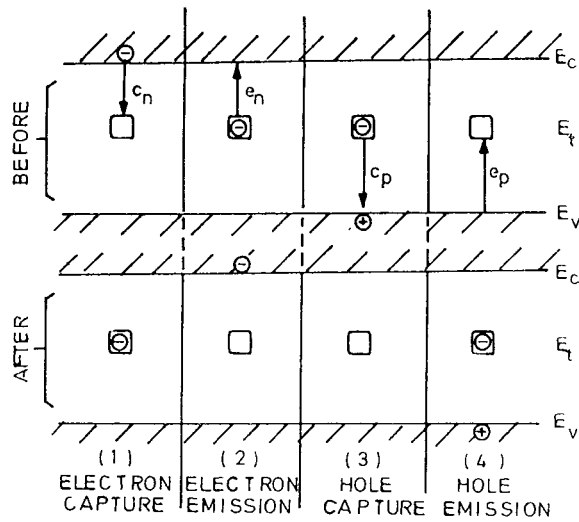 E_c
c_n
e_n
BEFORE
E_t
c_p
e_p
E_v
E_c
AFTER
E_t
E_v
(1) (2) (3) (4)
ELECTRON ELECTRON HOLE HOLE
CAPTURE EMISSION CAPTURE EMISSION